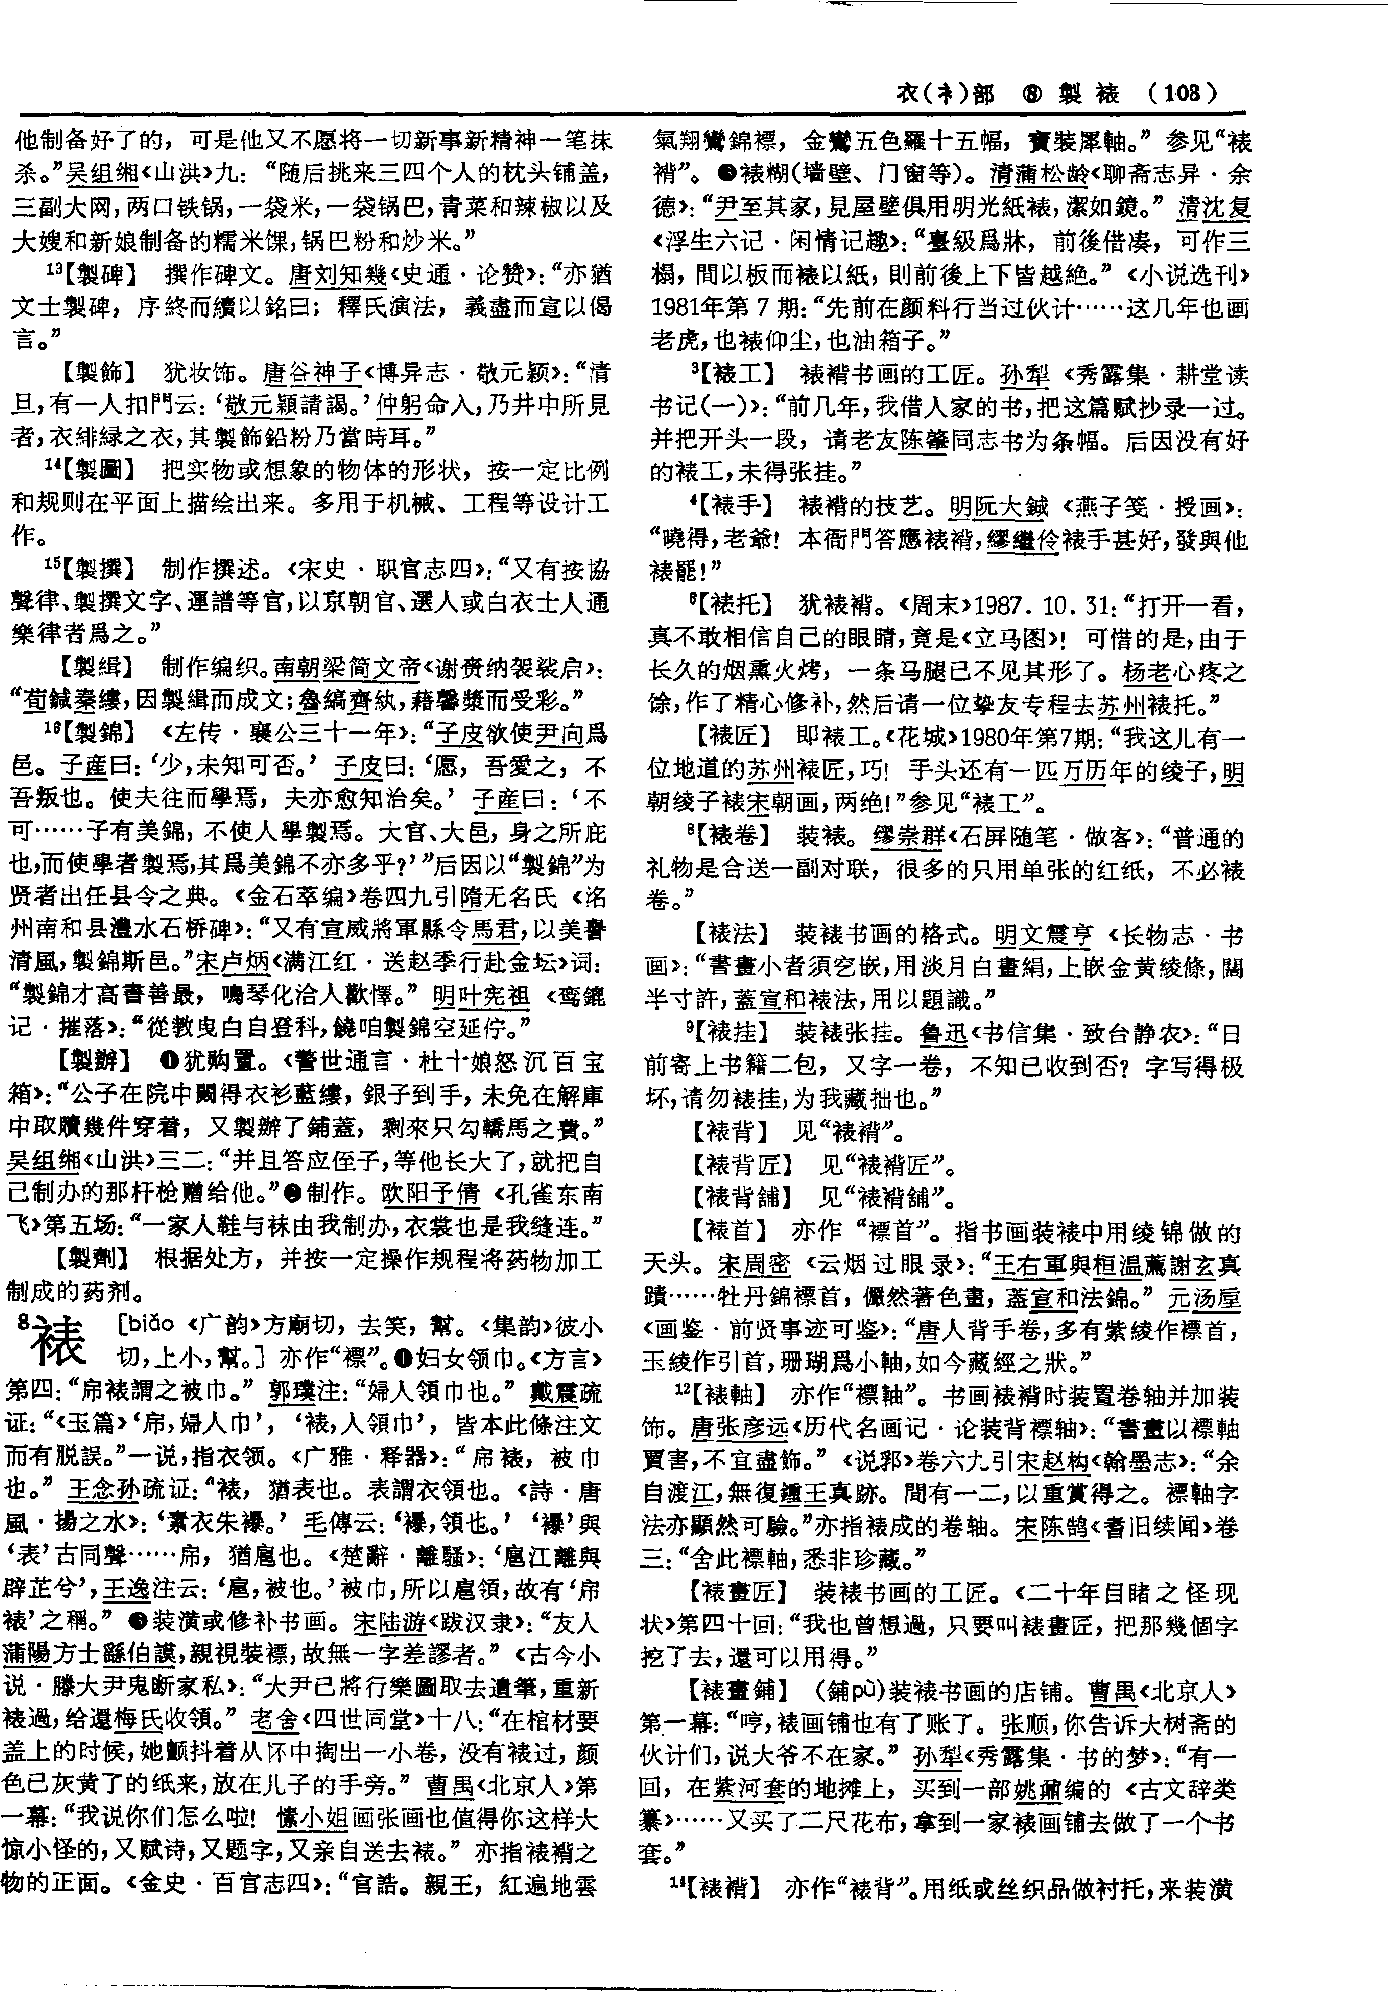 衣(衤)部 ⑧ 製 裱 (103)
他制备好了的，可是他又不愿将一切新事新精神一笔抹
杀。”吴组缃《山洪》九：“随后挑来三四个人的枕头铺盖，
三副大网，两口铁锅，一袋米，一袋锅巴，青菜和辣椒以及
大嫂和新娘制备的糯米馃，锅巴粉和炒米。”
13【製碑】 撰作碑文。唐刘知幾《史通·论赞》：“亦猶
文士製碑，序終而續以銘曰；釋氏演法，義盡而宣以偈
言。”
【製飾】 犹妆饰。唐谷神子《博异志·敬元颖》：“清
旦，有一人扣門云：‘敬元穎請謁。’仲躬命入，乃井中所見
者，衣緋緑之衣，其製飾鉛粉乃當時耳。”
14【製圖】 把实物或想象的物体的形状，按一定比例
和规则在平面上描绘出来。多用于机械、工程等设计工
作。
15【製撰】 制作撰述。《宋史·职官志四》：“又有按協
聲律、製撰文字、運譜等官，以京朝官、選人或白衣士人通
樂律者爲之。”
【製緝】 制作编织。南朝梁简文帝《谢赉纳袈裟启》：
“荀鍼秦縷，因製緝而成文；魯縞齊紈，藉馨漿而受彩。”
16【製錦】 《左传·襄公三十一年》：“子皮欲使尹何爲
邑。子産曰：‘少，未知可否。’子皮曰：‘愿，吾愛之，不
吾叛也。使夫往而學焉，夫亦愈知治矣。’子産曰：‘不
可……子有美錦，不使人學製焉。大官、大邑，身之所庇
也，而使學者製焉，其爲美錦不亦多乎？’”后因以“製錦”为
贤者出任县令之典。《金石萃编》卷四九引隋无名氏《洺
州南和县澧水石桥碑》：“又有宣威將軍縣令馬君，以美譽
清風，製錦斯邑。”宋卢炳《满江红·送赵季行赴金坛》词：
“製錦才高書善最，鳴琴化洽人歡懌。”明叶宪祖《鸾鎞
记·摧落》：“從教曳白自登科，饒咱製錦空延佇。”
【製辦】 ❶犹购置。《警世通言·杜十娘怒沉百宝
箱》：“公子在院中闝得衣衫藍縷，銀子到手，未免在解庫
中取贖幾件穿着，又製辦了鋪蓋，剩來只勾轎馬之費。”
吴组缃《山洪》三二：“并且答应侄子，等他长大了，就把自
己制办的那杆枪赠给他。”❷制作。欧阳予倩《孔雀东南
飞》第五场：“一家人鞋与袜由我制办，衣裳也是我缝连。”
【製劑】 根据处方，并按一定操作规程将药物加工
制成的药剂。
8裱 [biǎo《广韵》方廟切，去笑，幫。《集韵》彼小
切，上小，幫。]亦作“褾”。❶妇女领巾。《方言》
第四：“帍裱謂之被巾。”郭璞注：“婦人領巾也。”戴震疏
证：“《玉篇》‘帍，婦人巾’，‘裱，人領巾’，皆本此條注文
而有脱誤。”一说，指衣领。《广雅·释器》：“帍裱，被巾
也。”王念孙疏证：“裱，猶表也。表謂衣領也。《詩·唐
風·揚之水》：‘素衣朱襮。’毛傳云：‘襮，領也。’‘襮’與
‘表’古同聲……帍，猶扈也。《楚辭·離騷》：‘扈江離與
辟芷兮’，王逸注云：‘扈，被也。’被巾，所以扈領，故有‘帍
裱’之稱。”❷装潢或修补书画。宋陆游《跋汉隶》：“友人
蒲陽方士繇伯謨，親視裝褾，故無一字差謬者。”《古今小
说·滕大尹鬼断家私》：“大尹已將行樂圖取去遺筆，重新
裱過，给還梅氏收領。”老舍《四世同堂》十八：“在棺材要
盖上的时候，她颤抖着从怀中掏出一小卷，没有裱过，颜
色已灰黄了的纸来，放在儿子的手旁。”曹禺《北京人》第
一幕：“我说你们怎么啦！愫小姐画张画也值得你这样大
惊小怪的，又赋诗，又题字，又亲自送去裱。”亦指裱褙之
物的正面。《金史·百官志四》：“官誥。親王，紅遍地雲
氣翔鸞錦褾，金鸞五色羅十五幅，寶裝犀軸。”参见“裱
褙”。❸裱糊(墙壁、门窗等)。清蒲松龄《聊斋志异·余
德》：“尹至其家，見屋壁俱用明光紙裱，潔如鏡。”清沈复
《浮生六记·闲情记趣》：“臺級爲牀，前後借凑，可作三
榻，間以板而裱以紙，則前後上下皆越絶。”《小说选刊》
1981年第7期：“先前在颜料行当过伙计……这几年也画
老虎，也裱仰尘，也油箱子。”
3【裱工】 裱褙书画的工匠。孙犁《秀露集·耕堂读
书记(一)》：“前几年，我借人家的书，把这篇赋抄录一过。
并把开头一段，请老友陈肇同志书为条幅。后因没有好
的裱工，未得张挂。”
4【裱手】 裱褙的技艺。明阮大鋮《燕子笺·授画》：
“曉得，老爺！本衙門答應裱褙，繆繼伶裱手甚好，發與他
裱罷！”
6【裱托】 犹裱褙。《周末》1987.10.31：“打开一看，
真不敢相信自己的眼睛，竟是《立马图》！可惜的是，由于
长久的烟熏火烤，一条马腿已不见其形了。杨老心疼之
馀，作了精心修补，然后请一位挚友专程去苏州裱托。”
【裱匠】 即裱工。《花城》1980年第7期：“我这儿有一
位地道的苏州裱匠，巧！手头还有一匹万历年的绫子，明
朝绫子裱宋朝画，两绝！”参见“裱工”。
8【裱卷】 装裱。缪崇群《石屏随笔·做客》：“普通的
礼物是合送一副对联，很多的只用单张的红纸，不必裱
卷。”
【裱法】 装裱书画的格式。明文震亨《长物志·书
画》：“書畫小者須穵嵌，用淡月白畫絹，上嵌金黄綾條，闊
半寸許，蓋宣和裱法，用以題識。”
9【裱挂】 装裱张挂。鲁迅《书信集·致台静农》：“日
前寄上书籍二包，又字一卷，不知已收到否？字写得极
坏，请勿裱挂，为我藏拙也。”
【裱背】 见“裱褙”。
【裱背匠】 见“裱褙匠”。
【裱背舖】 见“裱褙舖”。
【裱首】 亦作“褾首”。指书画装裱中用绫锦做的
天头。宋周密《云烟过眼录》：“王右軍與桓温薦謝玄真
蹟……牡丹錦褾首，儼然著色畫，蓋宣和法錦。”元汤垕
《画鉴·前贤事迹可鉴》：“唐人背手卷，多有紫綾作褾首，
玉綾作引首，珊瑚爲小軸，如今藏經之狀。”
12【裱軸】 亦作“褾軸”。书画裱褙时装置卷轴并加装
饰。唐张彦远《历代名画记·论装背褾轴》：“書畫以褾軸
賈害，不宜盡飾。”《说郛》卷六九引宋赵构《翰墨志》：“余
自渡江，無復鍾王真跡。間有一二，以重賞得之。褾軸字
法亦顯然可驗。”亦指裱成的卷轴。宋陈鹄《耆旧续闻》卷
三：“舍此褾軸，悉非珍藏。”
【裱畫匠】 装裱书画的工匠。《二十年目睹之怪现
状》第四十回：“我也曾想過，只要叫裱畫匠，把那幾個字
挖了去，還可以用得。”
【裱畫鋪】 (鋪pù)装裱书画的店铺。曹禺《北京人》
第一幕：“哼，裱画铺也有了账了。张顺，你告诉大树斋的
伙计们，说大爷不在家。”孙犁《秀露集·书的梦》：“有一
回，在紫河套的地摊上，买到一部姚鼐编的《古文辞类
纂》……又买了二尺花布，拿到一家裱画铺去做了一个书
套。”
14【裱褙】 亦作“裱背”。用纸或丝织品做衬托，来装潢